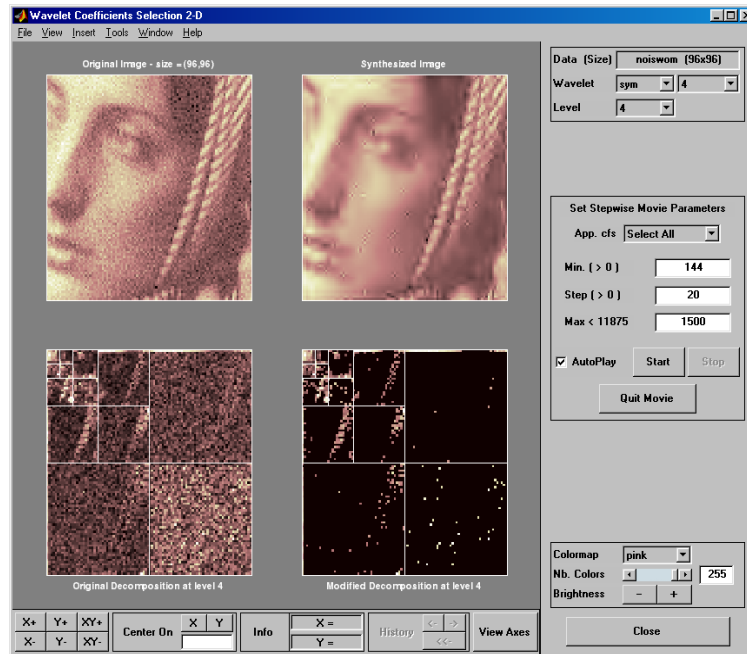 Wavelet Coefficients Selection 2-D
File View Insert Tools Window Help
Original Image - size = (96,96)
Synthesized Image
Original Decomposition at level 4
Modified Decomposition at level 4
Data (Size) noiswom (96x96)
Wavelet sym 4
Level 4
Set Stepwise Movie Parameters
App. cfs Select All
Min. ( > 0 ) 144
Step ( > 0 ) 20
Max < 11875 1500
AutoPlay Start Stop
Quit Movie
Colormap pink
Nb. Colors 255
Brightness - +
X+ Y+ XY+
X- Y- XY-
Center On X Y
Info X =
Y =
History <- ->
<<-
View Axes
Close